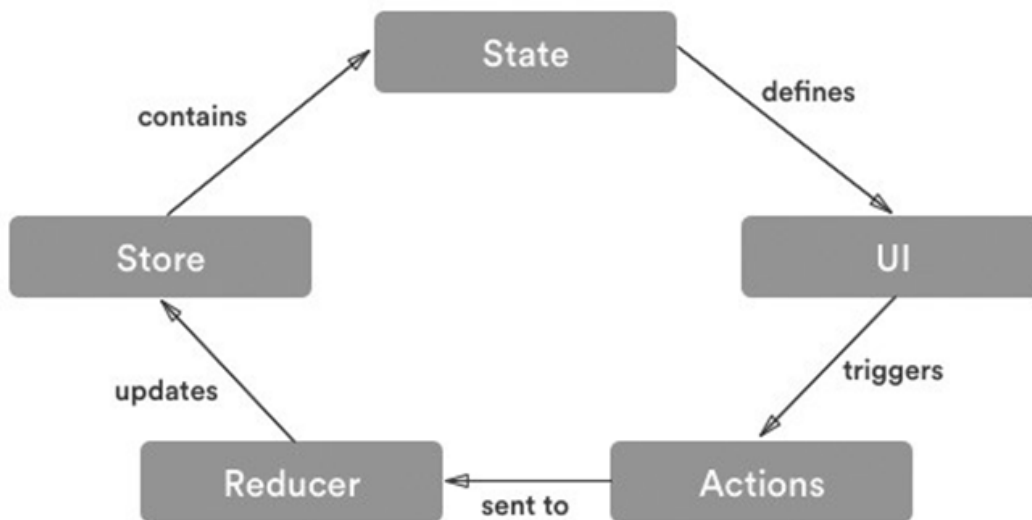 State
contains
defines
Store
UI
updates
triggers
Reducer
sent to
Actions